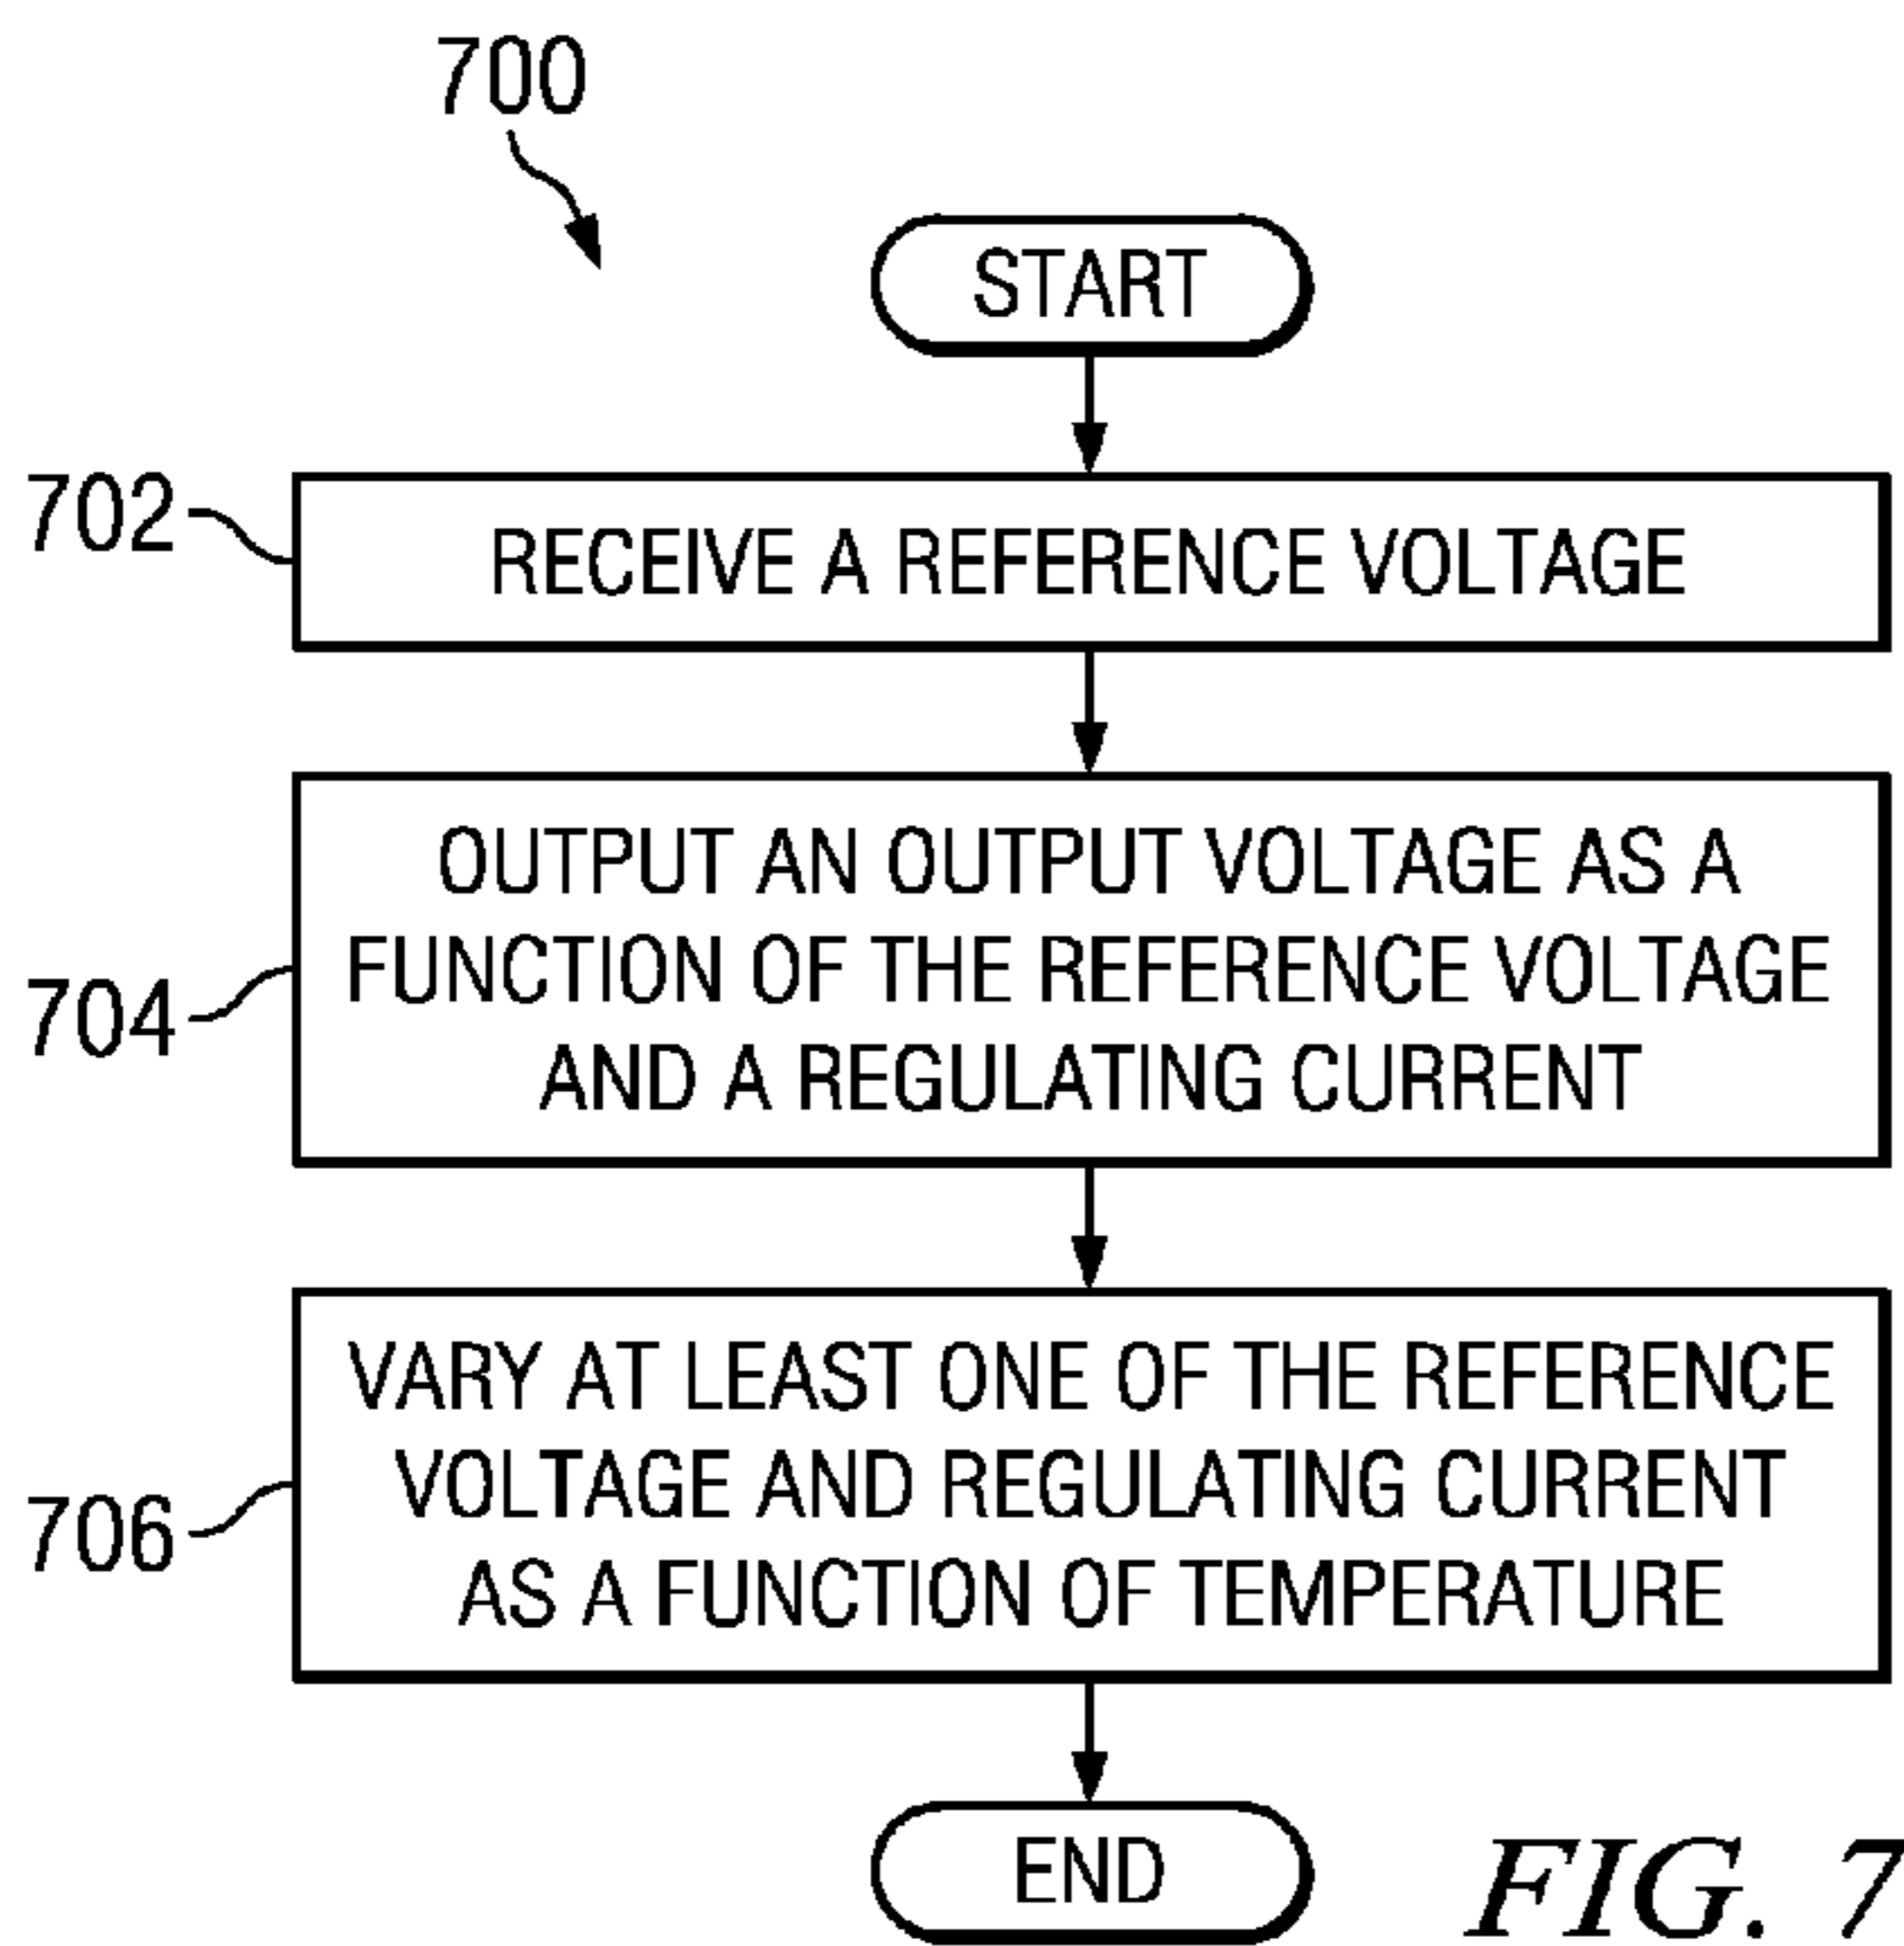 700
START
702
RECEIVE A REFERENCE VOLTAGE
704
OUTPUT AN OUTPUT VOLTAGE AS A
FUNCTION OF THE REFERENCE VOLTAGE
AND A REGULATING CURRENT
706
VARY AT LEAST ONE OF THE REFERENCE
VOLTAGE AND REGULATING CURRENT
AS A FUNCTION OF TEMPERATURE
END
FIG. 7